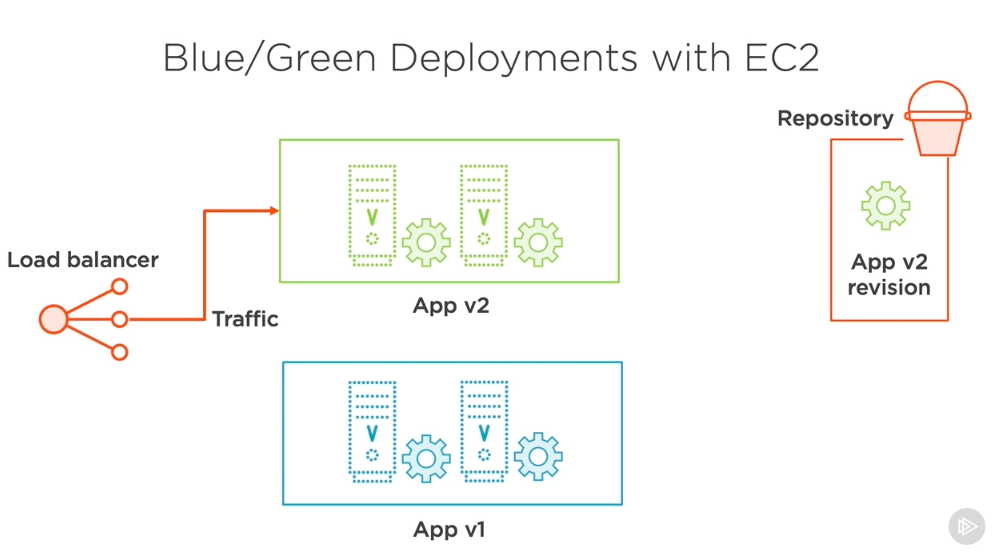 Blue/Green Deployments with EC2
Repository
App v2
revision
Load balancer
Traffic
V
V
App v2
V
V
App v1